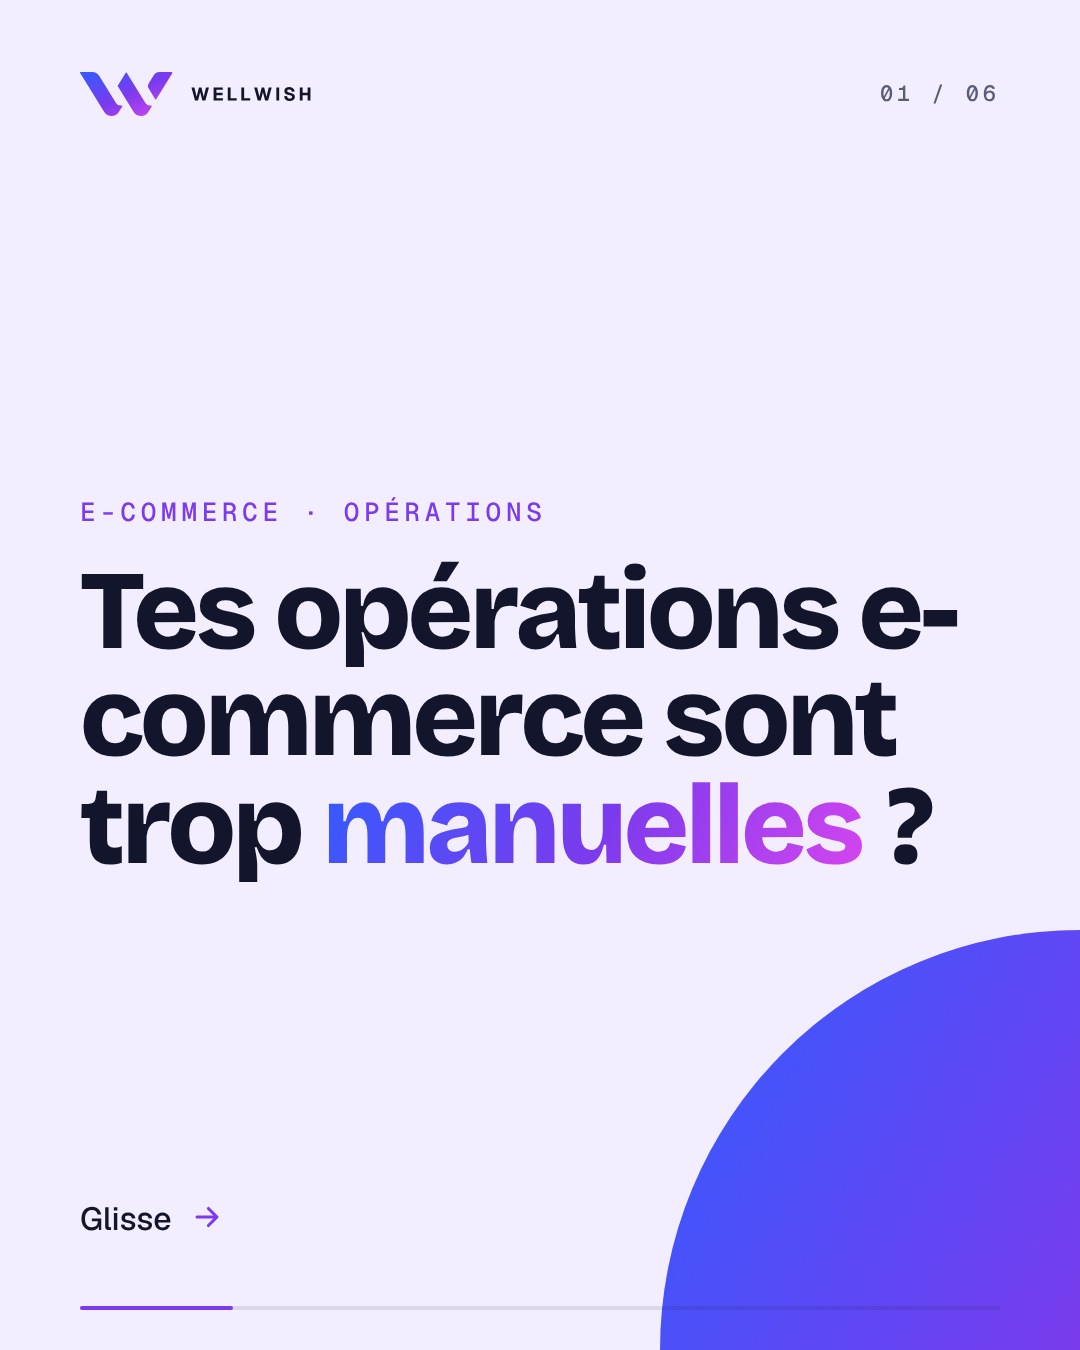 WELLWISH
01 / 06
E-COMMERCE · OPÉRATIONS
Tes opérations e-
commerce sont
trop manuelles ?
Glisse →